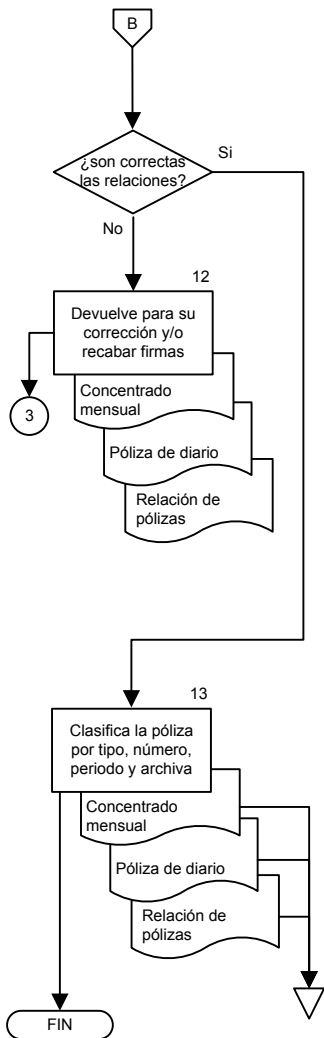 B
¿son correctas
las relaciones?
Si
No
12
Devuelve para su
corrección y/o
recabar firmas
3
Concentrado
mensual
Póliza de diario
Relación de
pólizas
13
Clasifica la póliza
por tipo, número,
periodo y archiva
Concentrado
mensual
Póliza de diario
Relación de
pólizas
FIN